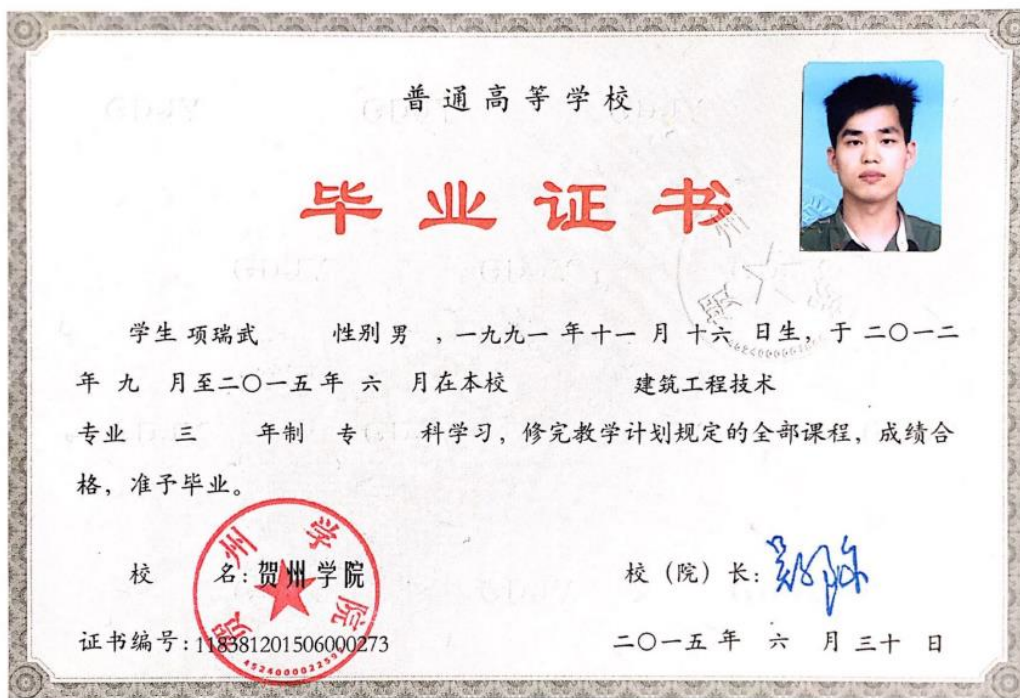 普通高等学校
毕业证书
学生 项瑞武 性别 男 ，一九九一 年 十一 月 十六 日生，于 二〇一二
年 九 月至二〇一五年 六 月在本校 建筑工程技术
专业 三 年制 专 科学习，修完教学计划规定的全部课程，成绩合
格，准予毕业。
校 名：贺州学院
校（院）长：
证书编号：118381201506000273
二〇一五 年 六 月 三十 日
贺州学院